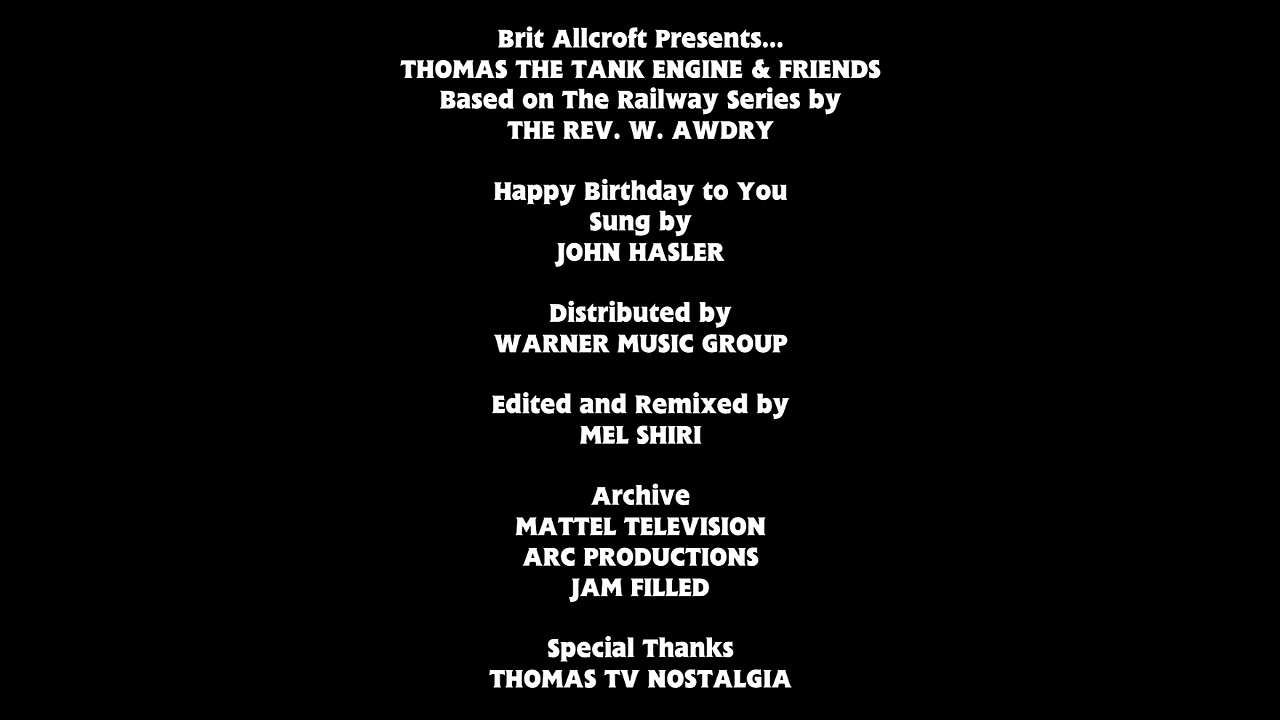 Brit Allcroft Presents...
THOMAS THE TANK ENGINE & FRIENDS
Based on The Railway Series by
THE REV. W. AWDRY
Happy Birthday to You
Sung by
JOHN HASLER
Distributed by
WARNER MUSIC GROUP
Edited and Remixed by
MEL SHIRI
Archive
MATTEL TELEVISION
ARC PRODUCTIONS
JAM FILLED
Special Thanks
THOMAS TV NOSTALGIA